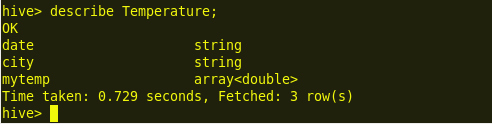 hive> describe Temperature;
OK
date                    string
city                    string
mytemp                  array<double>
Time taken: 0.729 seconds, Fetched: 3 row(s)
hive>